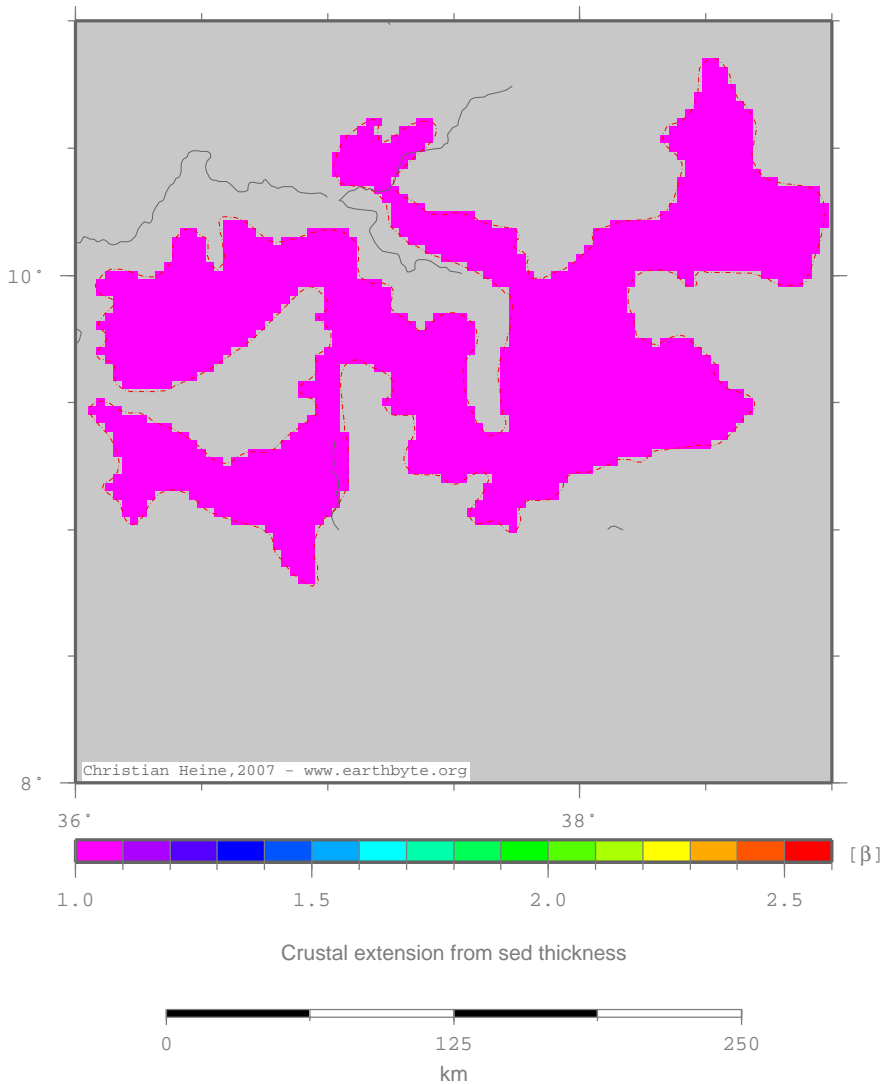 10°
8°
Christian Heine,2007 - www.earthbyte.org
36° 38°
[β]
1.0 1.5 2.0 2.5
Crustal extension from sed thickness
0 125 250
km